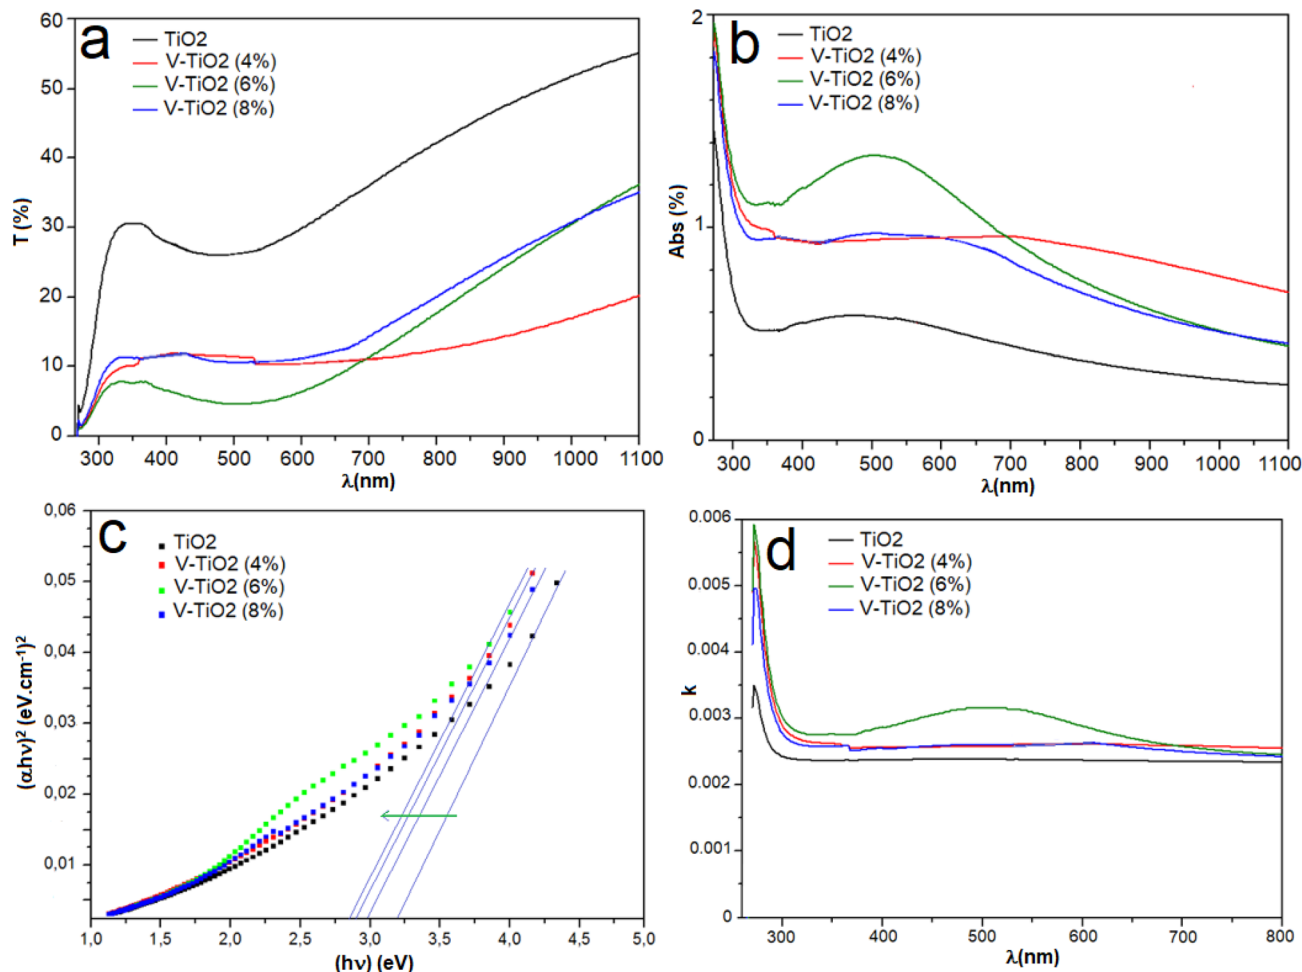 a
TiO2
V-TiO2 (4%)
V-TiO2 (6%)
V-TiO2 (8%)
60
50
40
30
20
10
0
T (%)
300 400 500 600 700 800 900 1000 1100
λ(nm)
b
TiO2
V-TiO2 (4%)
V-TiO2 (6%)
V-TiO2 (8%)
2
1
0
Abs (%)
300 400 500 600 700 800 900 1000 1100
λ(nm)
c
TiO2
V-TiO2 (4%)
V-TiO2 (6%)
V-TiO2 (8%)
0,06
0,05
0,04
0,03
0,02
0,01
(αhν)² (eV.cm⁻¹)²
1,0 1,5 2,0 2,5 3,0 3,5 4,0 4,5 5,0
(hν) (eV)
d
TiO2
V-TiO2 (4%)
V-TiO2 (6%)
V-TiO2 (8%)
0.006
0.005
0.004
0.003
0.002
0.001
0
k
300 400 500 600 700 800
λ(nm)